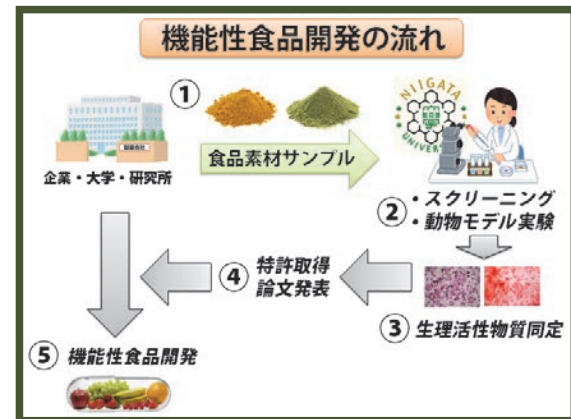 機能性食品開発の流れ
①
食品素材サンプル
企業・大学・研究所
NIIGATA
UNIVERSITY
②
・スクリーニング
・動物モデル実験
③ 生理活性物質同定
④
特許取得
論文発表
⑤ 機能性食品開発